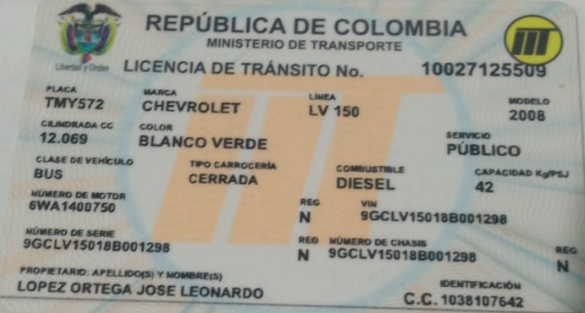 REPÚBLICA DE COLOMBIA
MINISTERIO DE TRANSPORTE
Libertad y Orden
LICENCIA DE TRÁNSITO No. 10027125509
PLACA MARCA LÍNEA MODELO
TMY572 CHEVROLET LV 150 2008
CILINDRADA CC COLOR SERVICIO
12.069 BLANCO VERDE PÚBLICO
CLASE DE VEHÍCULO TIPO CARROCERÍA COMBUSTIBLE CAPACIDAD Kg/PSJ
BUS CERRADA DIESEL 42
NÚMERO DE MOTOR REG VIN
6WA1400750 N 9GCLV15018B001298
NÚMERO DE SERIE REG NÚMERO DE CHASIS REG
9GCLV15018B001298 N 9GCLV15018B001298 N
PROPIETARIO: APELLIDO(S) Y NOMBRE(S) IDENTIFICACIÓN
LOPEZ ORTEGA JOSE LEONARDO C.C. 1038107642